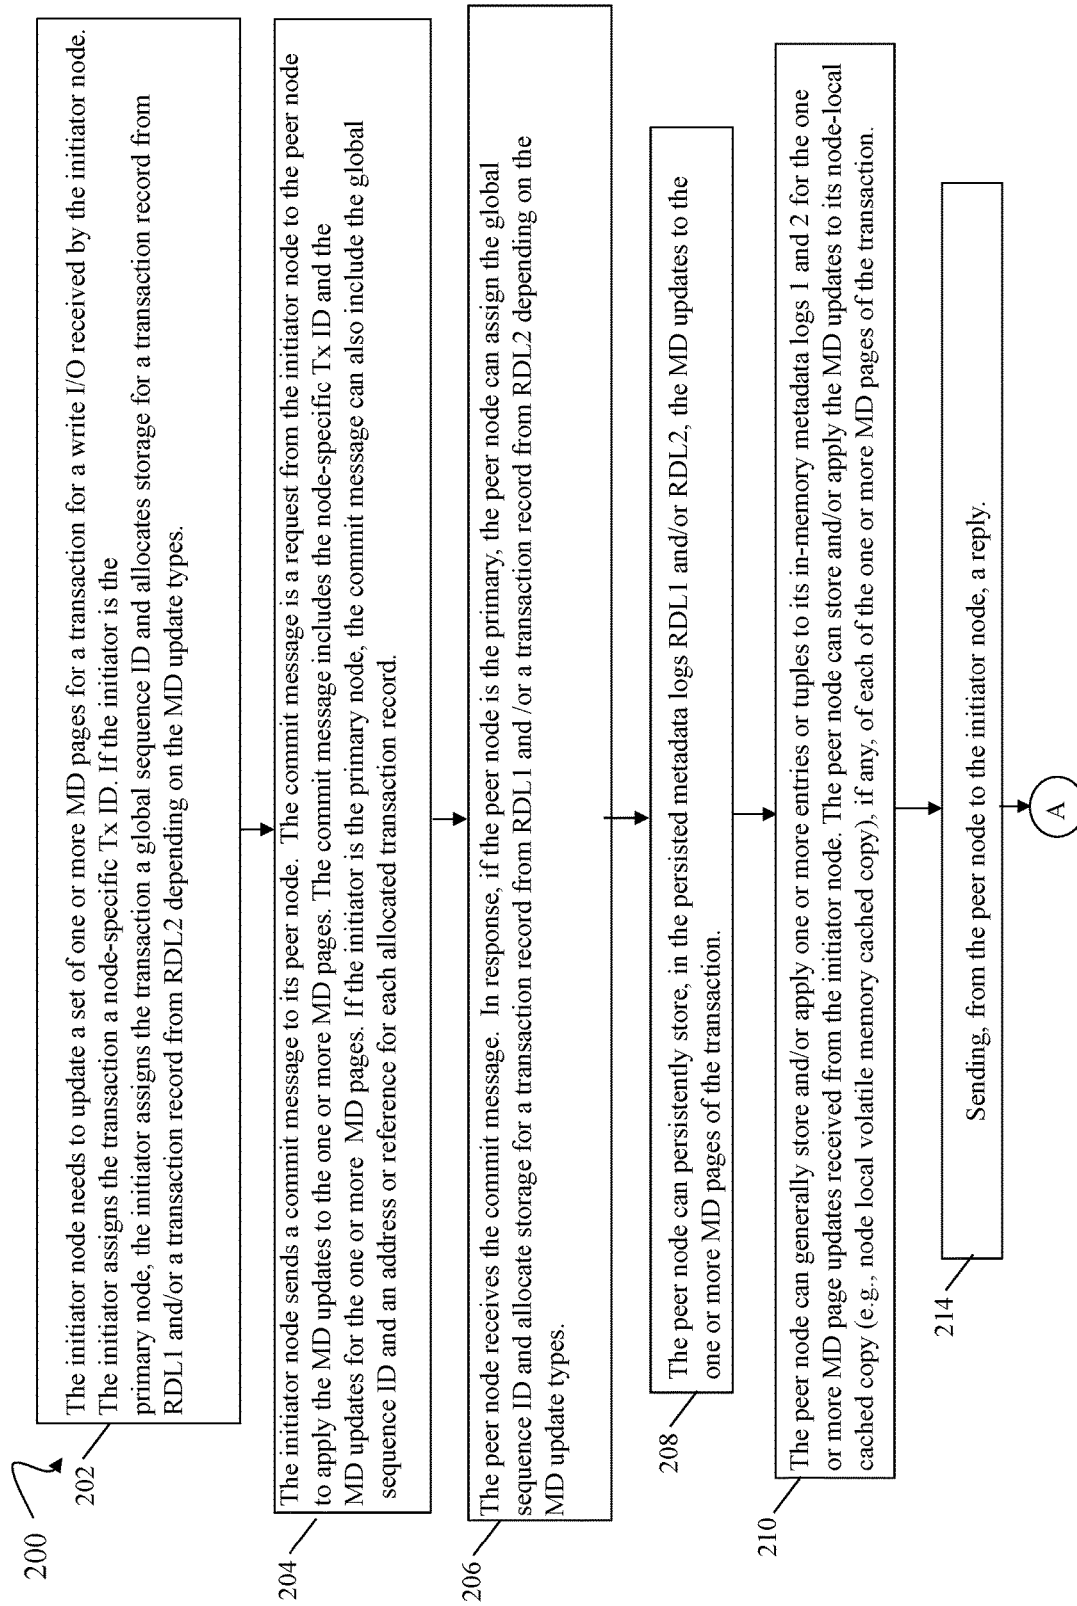 200
202
The initiator node needs to update a set of one or more MD pages for a transaction for a write I/O received by the initiator node.
The initiator assigns the transaction a node-specific Tx ID. If the initiator is the
primary node, the initiator assigns the transaction a global sequence ID and allocates storage for a transaction record from
RDL1 and/or a transaction record from RDL2 depending on the MD update types.
204
The initiator node sends a commit message to its peer node. The commit message is a request from the initiator node to the peer node
to apply the MD updates to the one or more MD pages. The commit message includes the node-specific Tx ID and the
MD updates for the one or more MD pages. If the initiator is the primary node, the commit message can also include the global
sequence ID and an address or reference for each allocated transaction record.
206
The peer node receives the commit message. In response, if the peer node is the primary, the peer node can assign the global
sequence ID and allocate storage for a transaction record from RDL1 and /or a transaction record from RDL2 depending on the
MD update types.
208
The peer node can persistently store, in the persisted metadata logs RDL1 and/or RDL2, the MD updates to the
one or more MD pages of the transaction.
210
The peer node can generally store and/or apply one or more entries or tuples to its in-memory metadata logs 1 and 2 for the one
or more MD page updates received from the initiator node. The peer node can store and/or apply the MD updates to its node-local
cached copy (e.g., node local volatile memory cached copy), if any, of each of the one or more MD pages of the transaction.
214
Sending, from the peer node to the initiator node, a reply.
A